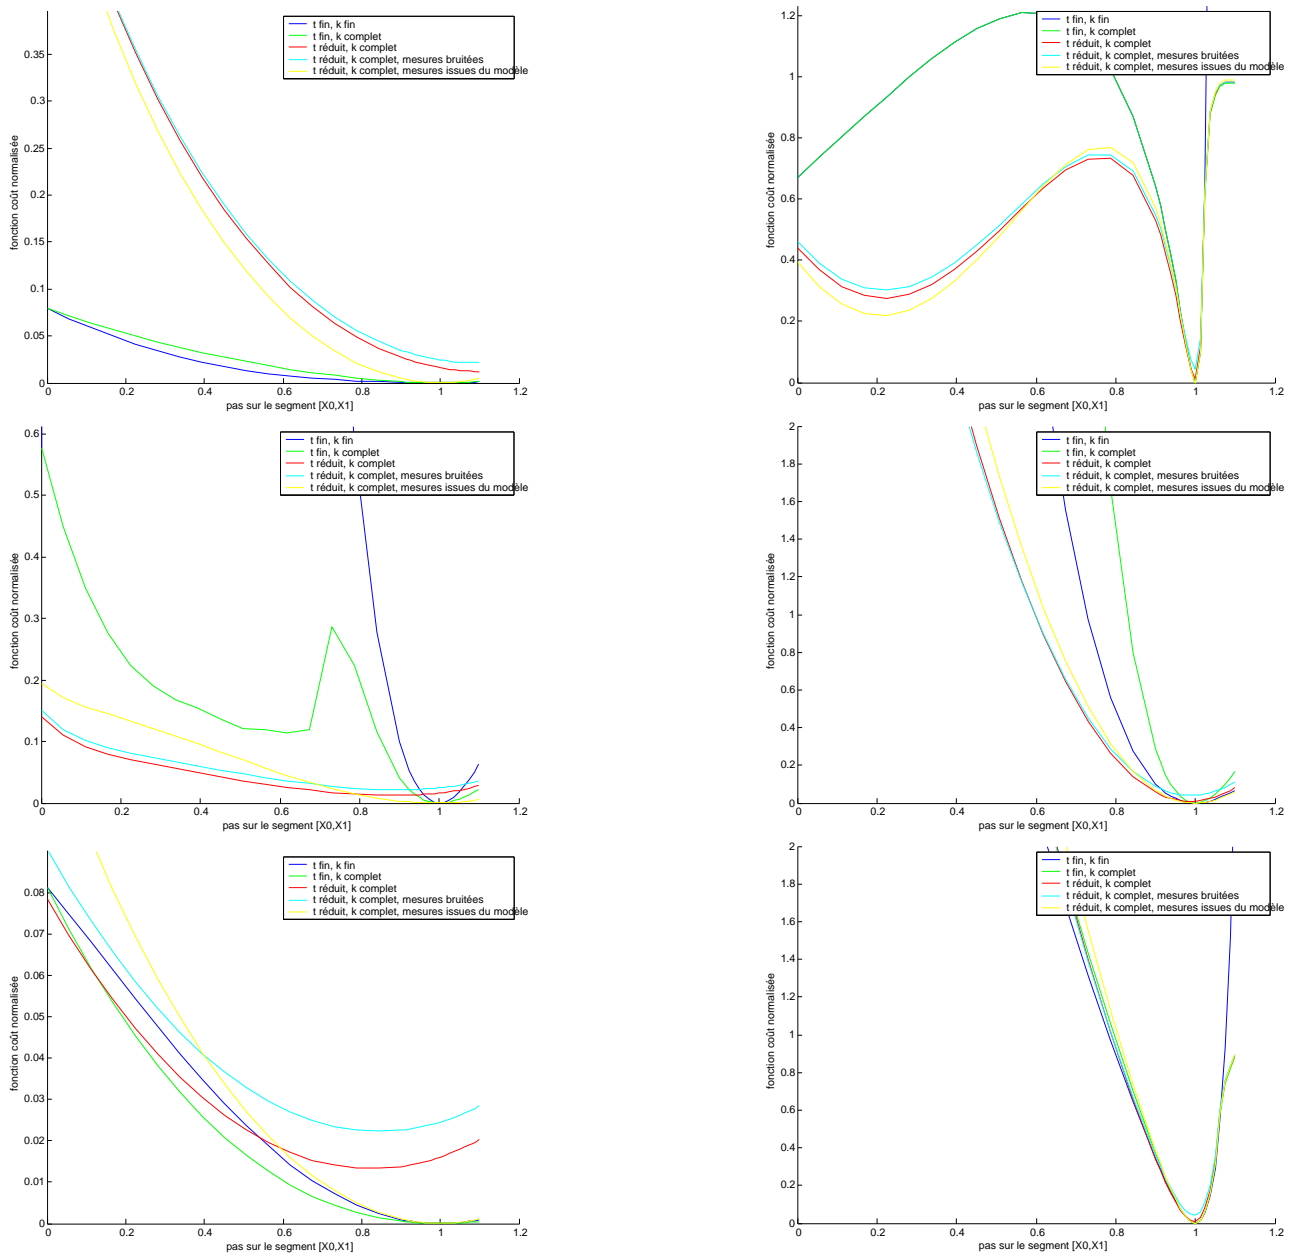 t fin, k fin
t fin, k complet
t réduit, k complet
t réduit, k complet, mesures bruitées
t réduit, k complet, mesures issues du modèle
0.35
0.3
0.25
0.2
0.15
0.1
0.05
0
fonction coût normalisée
0 0.2 0.4 0.6 0.8 1 1.2
pas sur le segment [X0,X1]
t fin, k fin
t fin, k complet
t réduit, k complet
t réduit, k complet, mesures bruitées
t réduit, k complet, mesures issues du modèle
1.2
1
0.8
0.6
0.4
0.2
0
fonction coût normalisée
0 0.2 0.4 0.6 0.8 1 1.2
pas sur le segment [X0,X1]
t fin, k fin
t fin, k complet
t réduit, k complet
t réduit, k complet, mesures bruitées
t réduit, k complet, mesures issues du modèle
0.6
0.5
0.4
0.3
0.2
0.1
0
fonction coût normalisée
0 0.2 0.4 0.6 0.8 1 1.2
pas sur le segment [X0,X1]
t fin, k fin
t fin, k complet
t réduit, k complet
t réduit, k complet, mesures bruitées
t réduit, k complet, mesures issues du modèle
2
1.8
1.6
1.4
1.2
1
0.8
0.6
0.4
0.2
0
fonction coût normalisée
0 0.2 0.4 0.6 0.8 1 1.2
pas sur le segment [X0,X1]
t fin, k fin
t fin, k complet
t réduit, k complet
t réduit, k complet, mesures bruitées
t réduit, k complet, mesures issues du modèle
0.08
0.07
0.06
0.05
0.04
0.03
0.02
0.01
0
fonction coût normalisée
0 0.2 0.4 0.6 0.8 1 1.2
pas sur le segment [X0,X1]
t fin, k fin
t fin, k complet
t réduit, k complet
t réduit, k complet, mesures bruitées
t réduit, k complet, mesures issues du modèle
2
1.8
1.6
1.4
1.2
1
0.8
0.6
0.4
0.2
0
fonction coût normalisée
0 0.2 0.4 0.6 0.8 1 1.2
pas sur le segment [X0,X1]